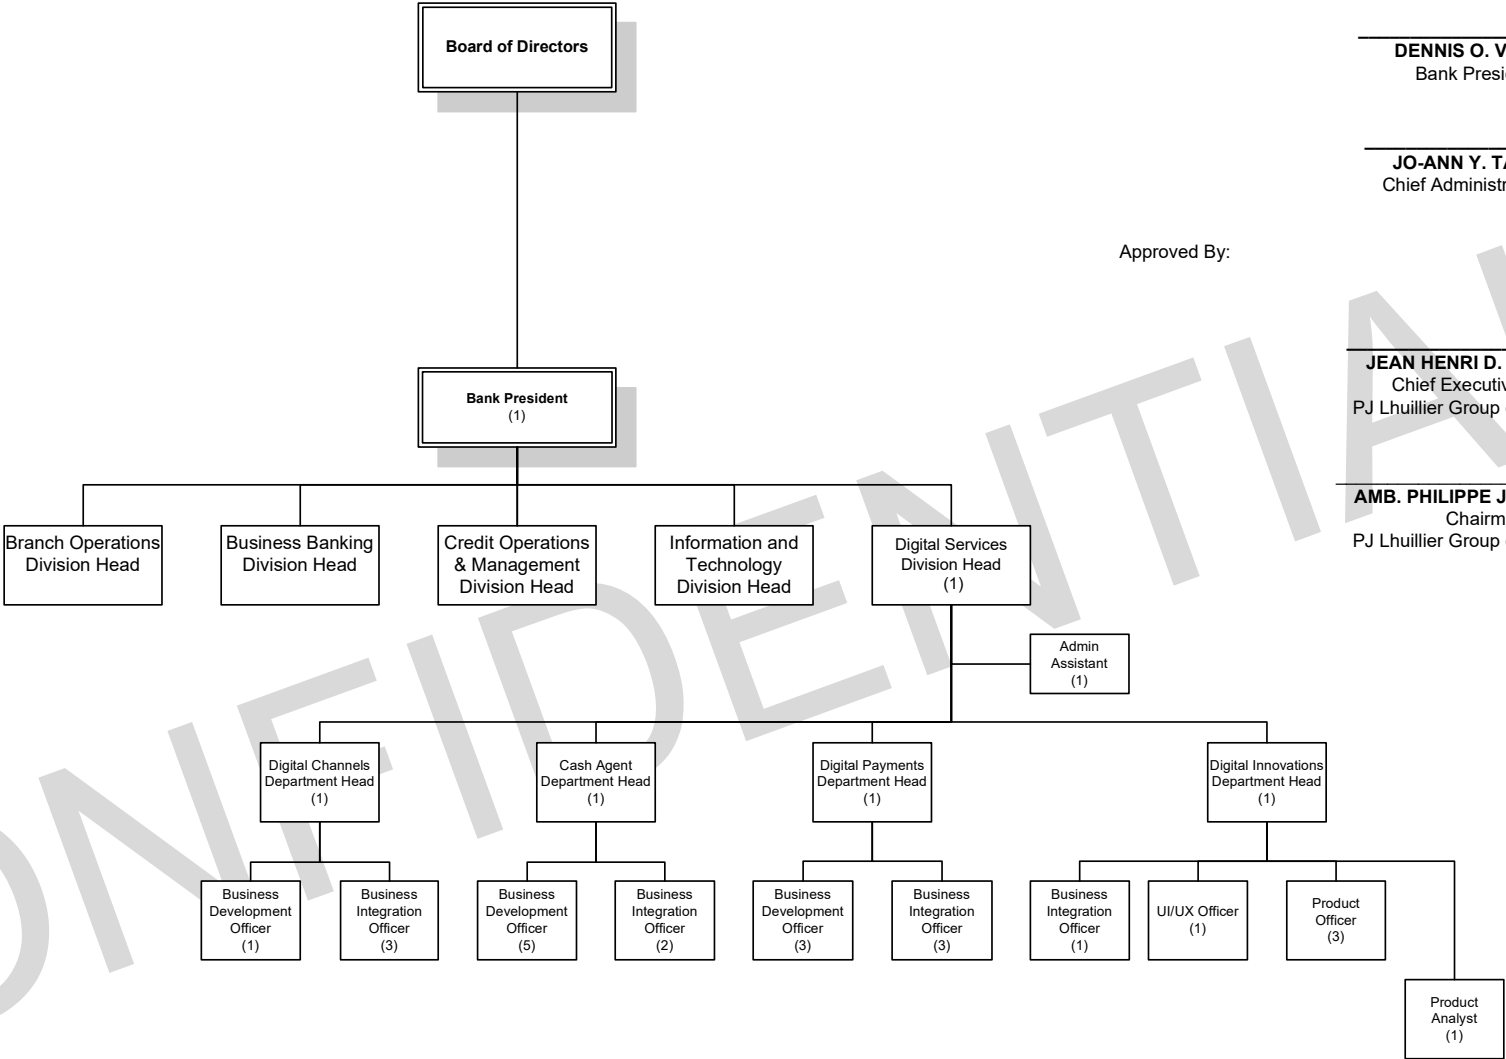 Board of Directors
DENNIS O. V
Bank Presi
JO-ANN Y. TA
Chief Administr
Approved By:
JEAN HENRI D.
Chief Executiv
PJ Lhuillier Group
AMB. PHILIPPE J
Chairm
PJ Lhuillier Group
Bank President
(1)
Branch Operations
Division Head
Business Banking
Division Head
Credit Operations
& Management
Division Head
Information and
Technology
Division Head
Digital Services
Division Head
(1)
Admin
Assistant
(1)
Digital Channels
Department Head
(1)
Cash Agent
Department Head
(1)
Digital Payments
Department Head
(1)
Digital Innovations
Department Head
(1)
Business
Development
Officer
(1)
Business
Integration
Officer
(3)
Business
Development
Officer
(5)
Business
Integration
Officer
(2)
Business
Development
Officer
(3)
Business
Integration
Officer
(3)
Business
Integration
Officer
(1)
UI/UX Officer
(1)
Product
Officer
(3)
Product
Analyst
(1)
ONFIDENTIAL